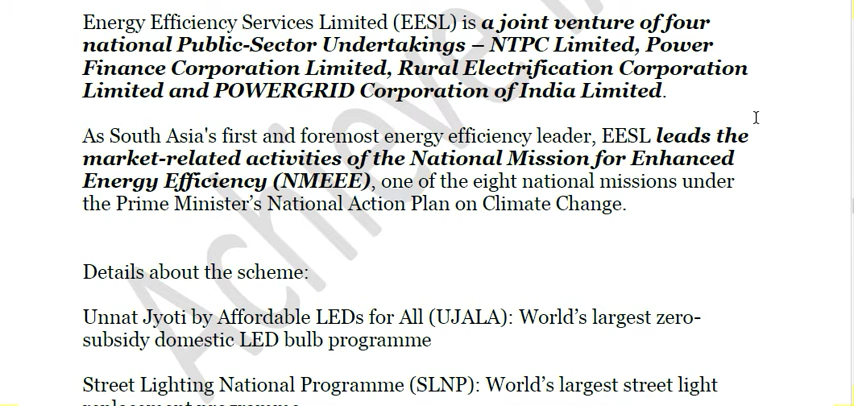 Energy Efficiency Services Limited (EESL) is a joint venture of four
national Public-Sector Undertakings – NTPC Limited, Power
Finance Corporation Limited, Rural Electrification Corporation
Limited and POWERGRID Corporation of India Limited.
As South Asia's first and foremost energy efficiency leader, EESL leads the
market-related activities of the National Mission for Enhanced
Energy Efficiency (NMEEE), one of the eight national missions under
the Prime Minister’s National Action Plan on Climate Change.
Details about the scheme:
Unnat Jyoti by Affordable LEDs for All (UJALA): World’s largest zero-
subsidy domestic LED bulb programme
Street Lighting National Programme (SLNP): World’s largest street light
Achieve